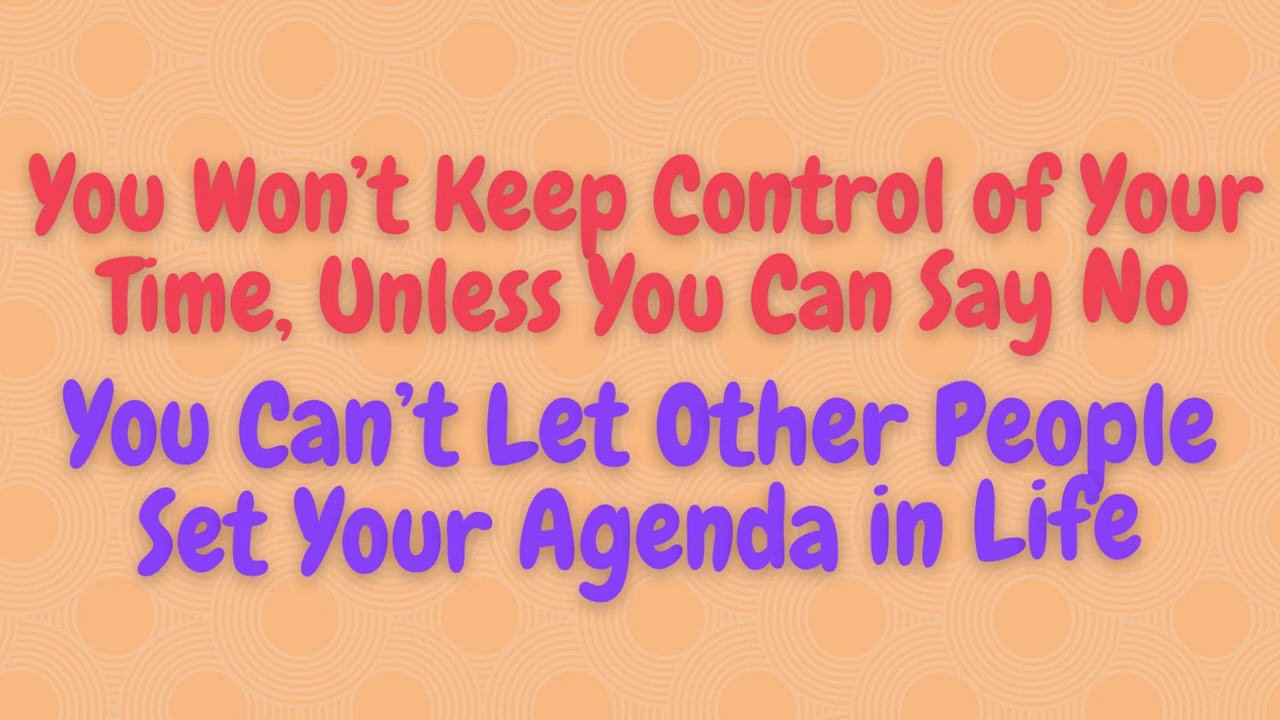 You Won’t Keep Control of Your
Time, Unless You Can Say No
You Can’t Let Other People
Set Your Agenda in Life